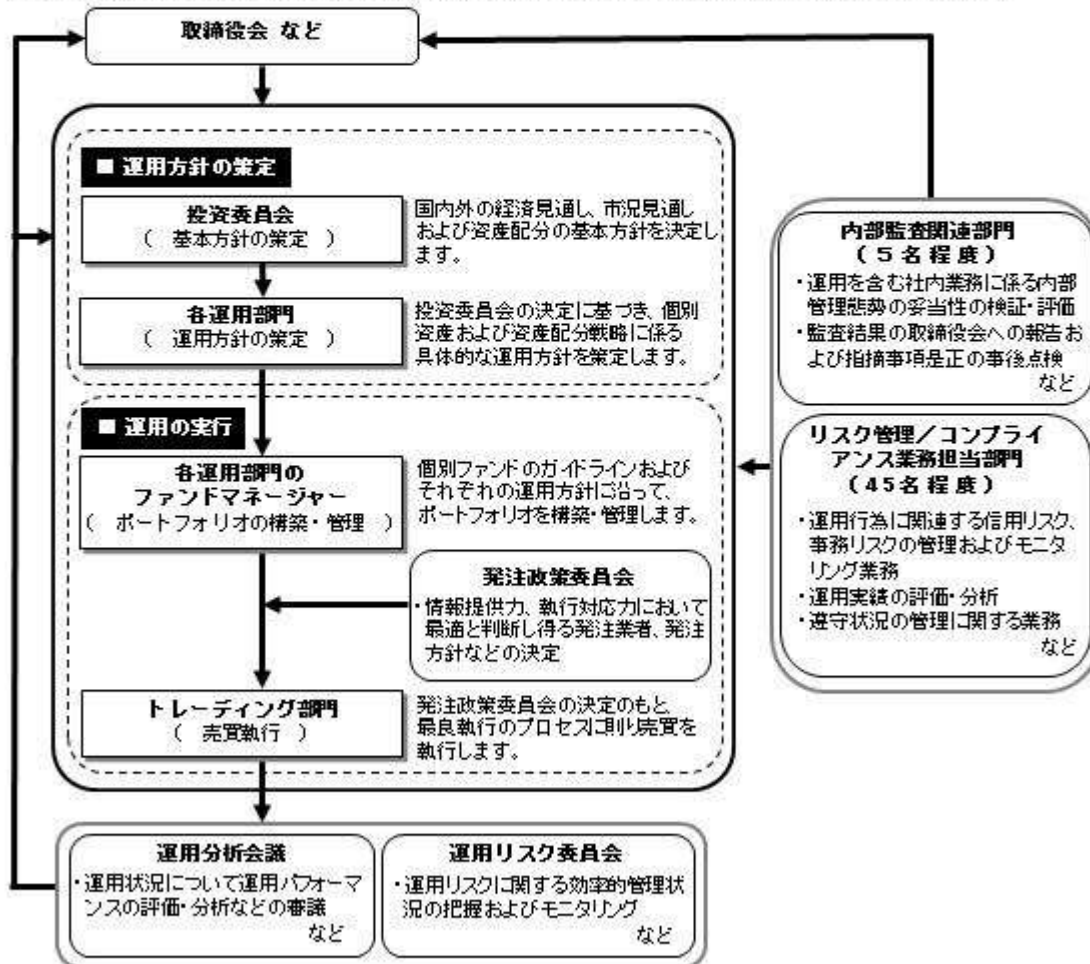 取締役会 など
■ 運用方針の策定
投資委員会
( 基本方針の策定 )
国内外の経済見通し、市況見通し
および資産配分の基本方針を決定し
ます。
各運用部門
( 運用方針の策定 )
投資委員会の決定に基づき、個別
資産および資産配分戦略に係る
具体的な運用方針を策定します。
■ 運用の実行
各運用部門の
ファンドマネージャー
( ポートフォリオの構築・管理 )
個別ファンドのガイドラインおよび
それぞれの運用方針に沿って、
ポートフォリオを構築・管理します。
発注政策委員会
・情報提供力、執行対応力において
最適と判断し得る発注業者、発注
方針などの決定
トレーディング部門
( 売買執行 )
発注政策委員会の決定のもと
最良執行のプロセスに則り売買を
執行します。
内部監査関連部門
(5名程度)
・運用を含む社内業務に係る内部
管理態勢の妥当性の検証・評価
・監査結果の取締役会への報告お
よび指摘事項是正の事後点検
など
リスク管理/コンプライ
アンス業務担当部門
(45名程度)
・運用行為に関連する信用リスク、
事務リスクの管理およびモニタ
リング業務
・運用実績の評価・分析
・遵守状況の管理に関する業務
など
運用分析会議
・運用状況について運用パフォーマ
ンスの評価・分析などの審議
など
運用リスク委員会
・運用リスクに関する効率的管理状
況の把握およびモニタリング
など